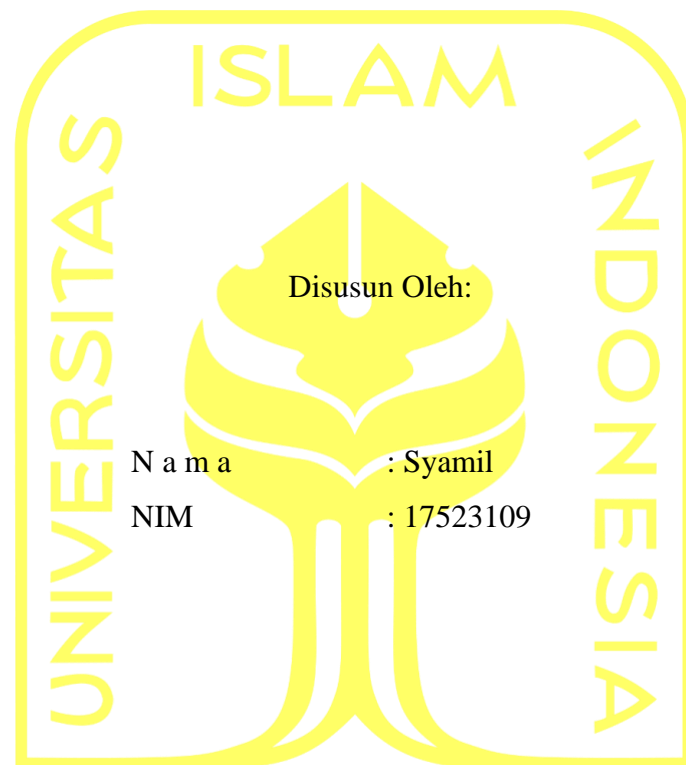 UNIVERSITAS ISLAM INDONESIA
Disusun Oleh:
N a m a : Syamil
NIM : 17523109